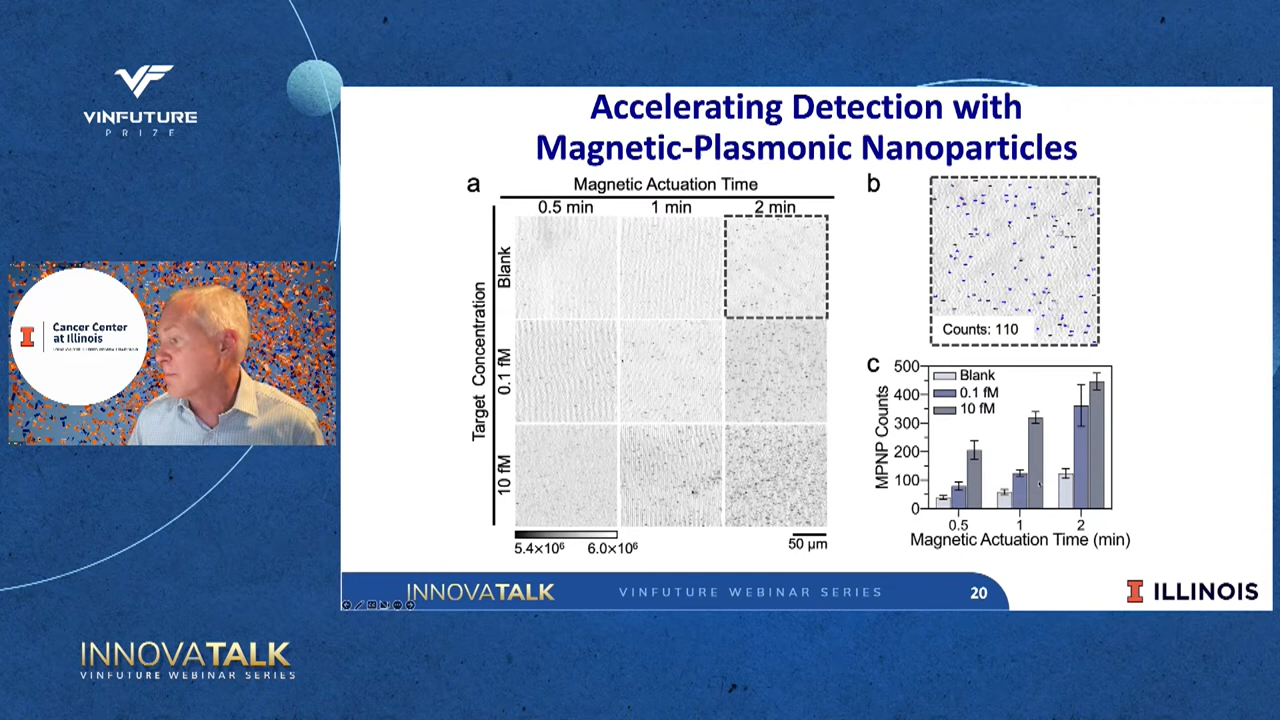 VINFUTURE
PRIZE
Accelerating Detection with
Magnetic-Plasmonic Nanoparticles
a
Magnetic Actuation Time
0.5 min
1 min
2 min
Target Concentration
Blank
0.1 fM
10 fM
5.4×10⁶
6.0×10⁶
50 µm
b
Counts: 110
c
MPNP Counts
500
400
300
200
100
0
Blank
0.1 fM
10 fM
0.5
1
2
Magnetic Actuation Time (min)
I
Cancer Center
at Illinois
INNOVATALK
VINFUTURE WEBINAR SERIES
20
I ILLINOIS
INNOVATALK
VINFUTURE WEBINAR SERIES